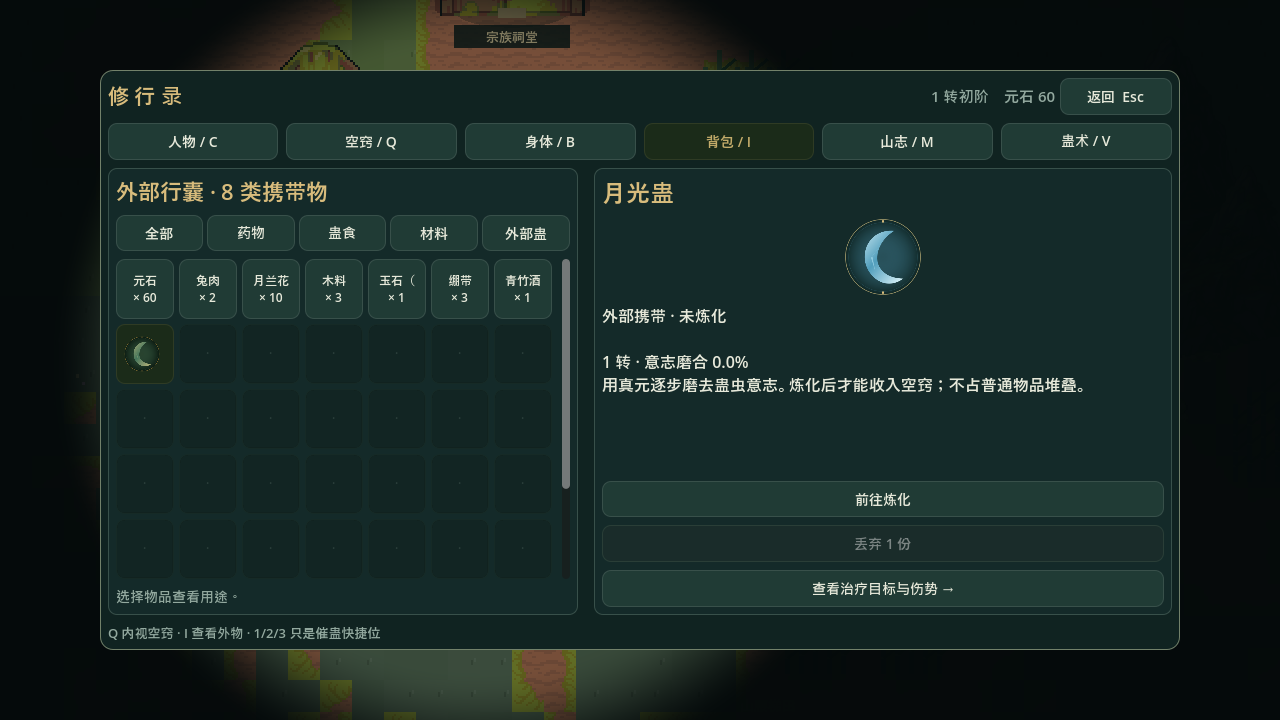 宗族祠堂
修行录
1 转初阶 元石 60 返回 Esc
人物 / C 空窍 / Q 身体 / B 背包 / I 山志 / M 蛊术 / V
外部行囊 · 8 类携带物
全部 药物 蛊食 材料 外部蛊
元石 兔肉 月兰花 木料 玉石（ 绷带 青竹酒
× 60 × 2 × 10 × 3 × 1 × 3 × 1
选择物品查看用途。
月光蛊
外部携带 · 未炼化
1 转 · 意志磨合 0.0%
用真元逐步磨去蛊虫意志。炼化后才能收入空窍；不占普通物品堆叠。
前往炼化
丢弃 1 份
查看治疗目标与伤势 →
Q 内视空窍 · I 查看外物 · 1/2/3 只是催蛊快捷位